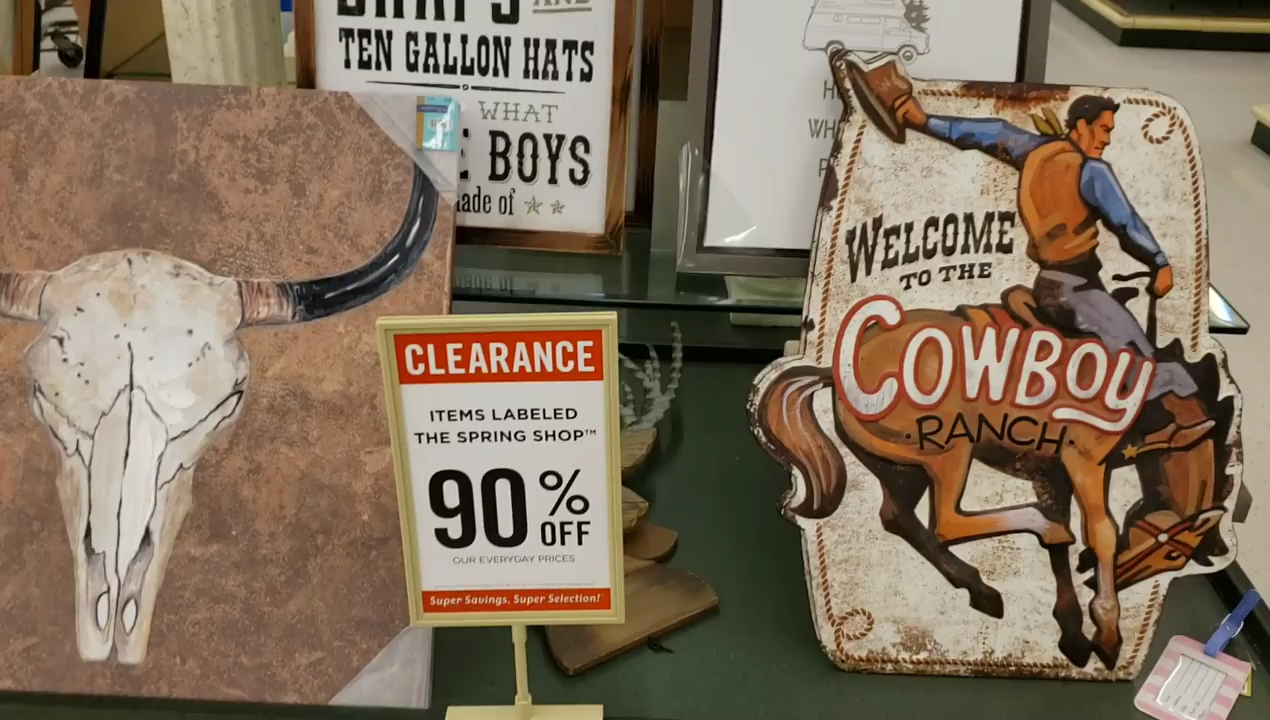 AND
TEN GALLON HATS
WHAT
BOYS
made of
WELCOME
TO THE
COWBOY
·RANCH·
CLEARANCE
ITEMS LABELED
THE SPRING SHOP™
90% OFF
OUR EVERYDAY PRICES
Super Savings, Super Selection!